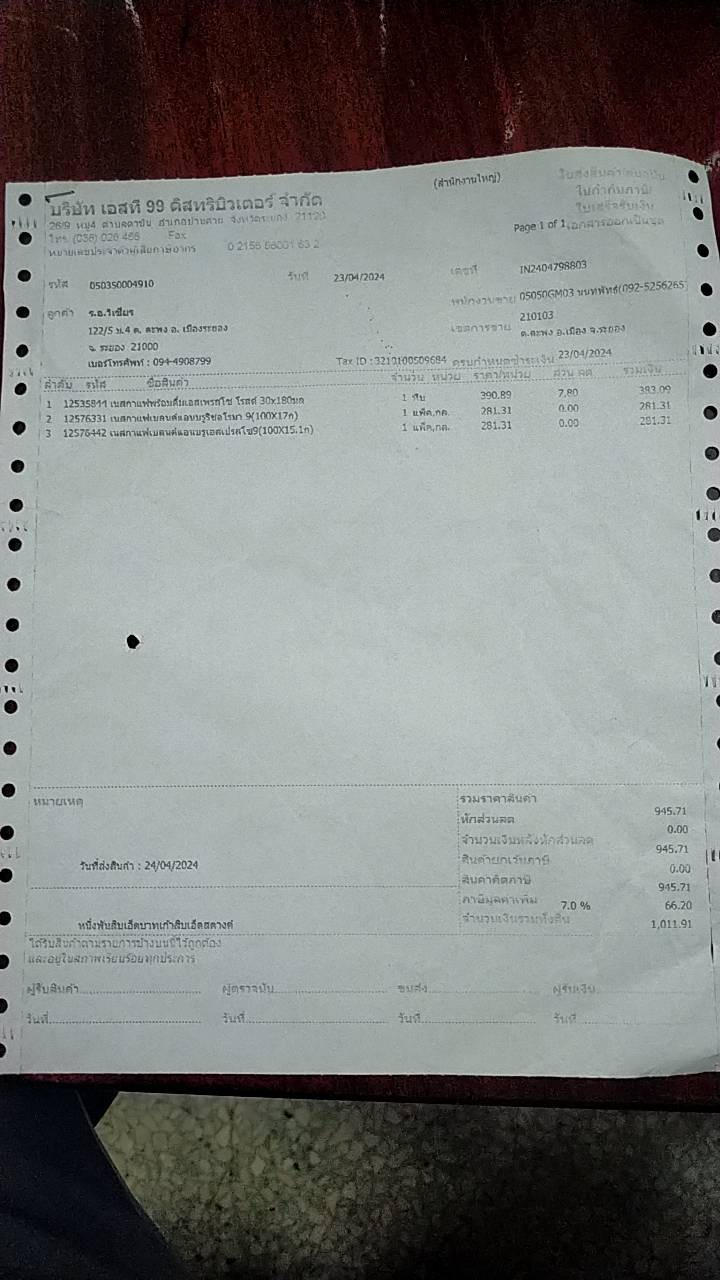 (สำนักงานใหญ่)
ใบส่งสินค้า/ต้นฉบับ
ใบกำกับภาษี/
ใบเสร็จรับเงิน
บริษัท เอสที 99 ดิสทริบิวเตอร์ จำกัด
26/9 หมู่4 ตำบลตาขัน อำเภอบ้านค่าย จังหวัดระยอง 21120
Page 1 of 1 เอกสารออกเป็นชุด
โทร. (038) 026 466 Fax
หมายเลขประจำตัวผู้เสียภาษีอากร 0 2155 56001 63 2
รหัส 050350004910 วันที่ 23/04/2024 เลขที่ IN2404798803
พนักงานขาย 05050GM03 นนทพัทธ์(092-5256265)
ลูกค้า ร.อ.วิเชียร
210103
122/5 ม.4 ต. ตะพง อ. เมืองระยอง
เขตการขาย ต.ตะพง อ.เมือง จ.ระยอง
จ. ระยอง 21000
เบอร์โทรศัพท์ : 094-4908799 Tax ID : 3210100509684 ครบกำหนดชำระเงิน 23/04/2024
ลำดับ รหัส ชื่อสินค้า จำนวน หน่วย ราคา/หน่วย ส่วนลด รวมเงิน
1 12535844 เนสกาแฟพร้อมดื่มเอสเพรสโซ โรสต์ 30x180มล 1 หีบ 390.89 7.80 383.09
2 12576331 เนสกาแฟเบลนด์แอนบรูริชอโรมา 9(100X17ก) 1 แพ็ค,กล. 281.31 0.00 281.31
3 12576442 เนสกาแฟเบลนด์แอนบรูเอสเปรสโซ9(100X15.1ก) 1 แพ็ค,กล. 281.31 0.00 281.31
หมายเหตุ
รวมราคาสินค้า 945.71
หักส่วนลด 0.00
จำนวนเงินหลังหักส่วนลด 945.71
วันที่ส่งสินค้า : 24/04/2024
สินค้ายกเว้นภาษี 0.00
สินค้าคิดภาษี 945.71
ภาษีมูลค่าเพิ่ม 7.0 % 66.20
จำนวนเงินรวมทั้งสิ้น 1,011.91
หนึ่งพันสิบเอ็ดบาทเก้าสิบเอ็ดสตางค์
ได้รับสินค้าตามรายการข้างบนนี้ไว้ถูกต้อง
และอยู่ในสภาพเรียบร้อยทุกประการ
ผู้รับสินค้า ผู้ตรวจนับ ขนส่ง ผู้รับเงิน
วันที่ วันที่ วันที่ วันที่